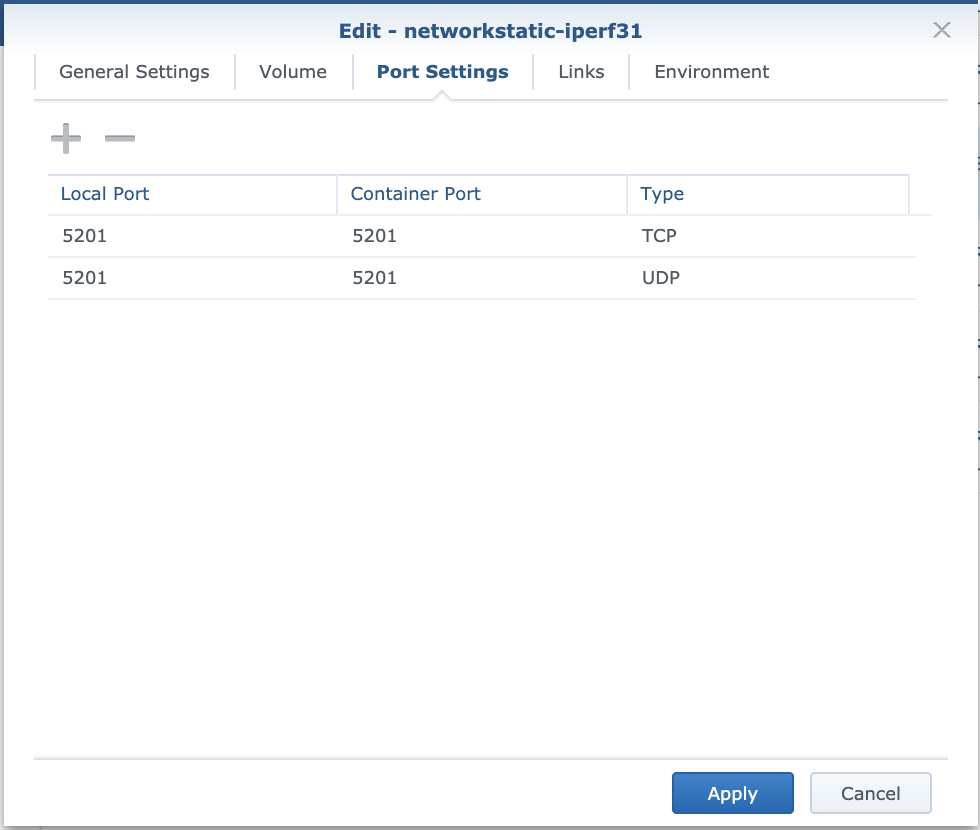 Edit - networkstatic-iperf31
General Settings Volume Port Settings Links Environment
Local Port Container Port Type
5201 5201 TCP
5201 5201 UDP
Apply Cancel